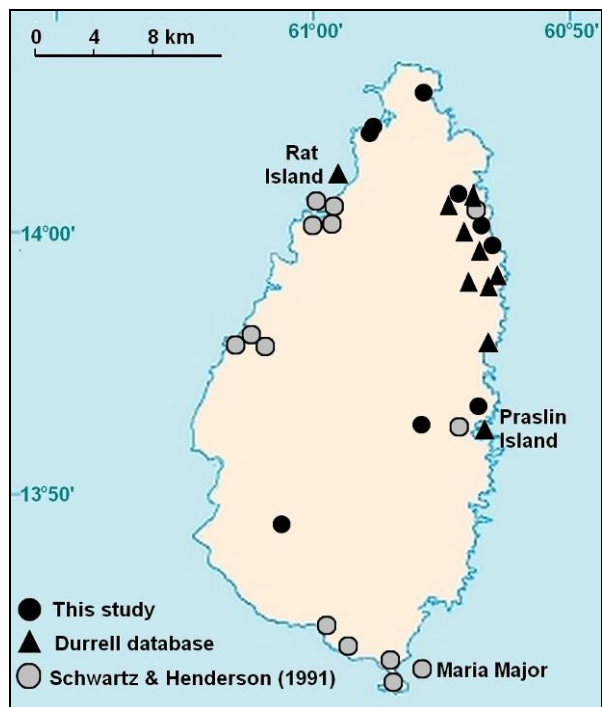 0 4 8 km
61°00'
60°50'
Rat
Island
14°00'
Praslin
Island
13°50'
This study
Durrell database
Schwartz & Henderson (1991)
Maria Major